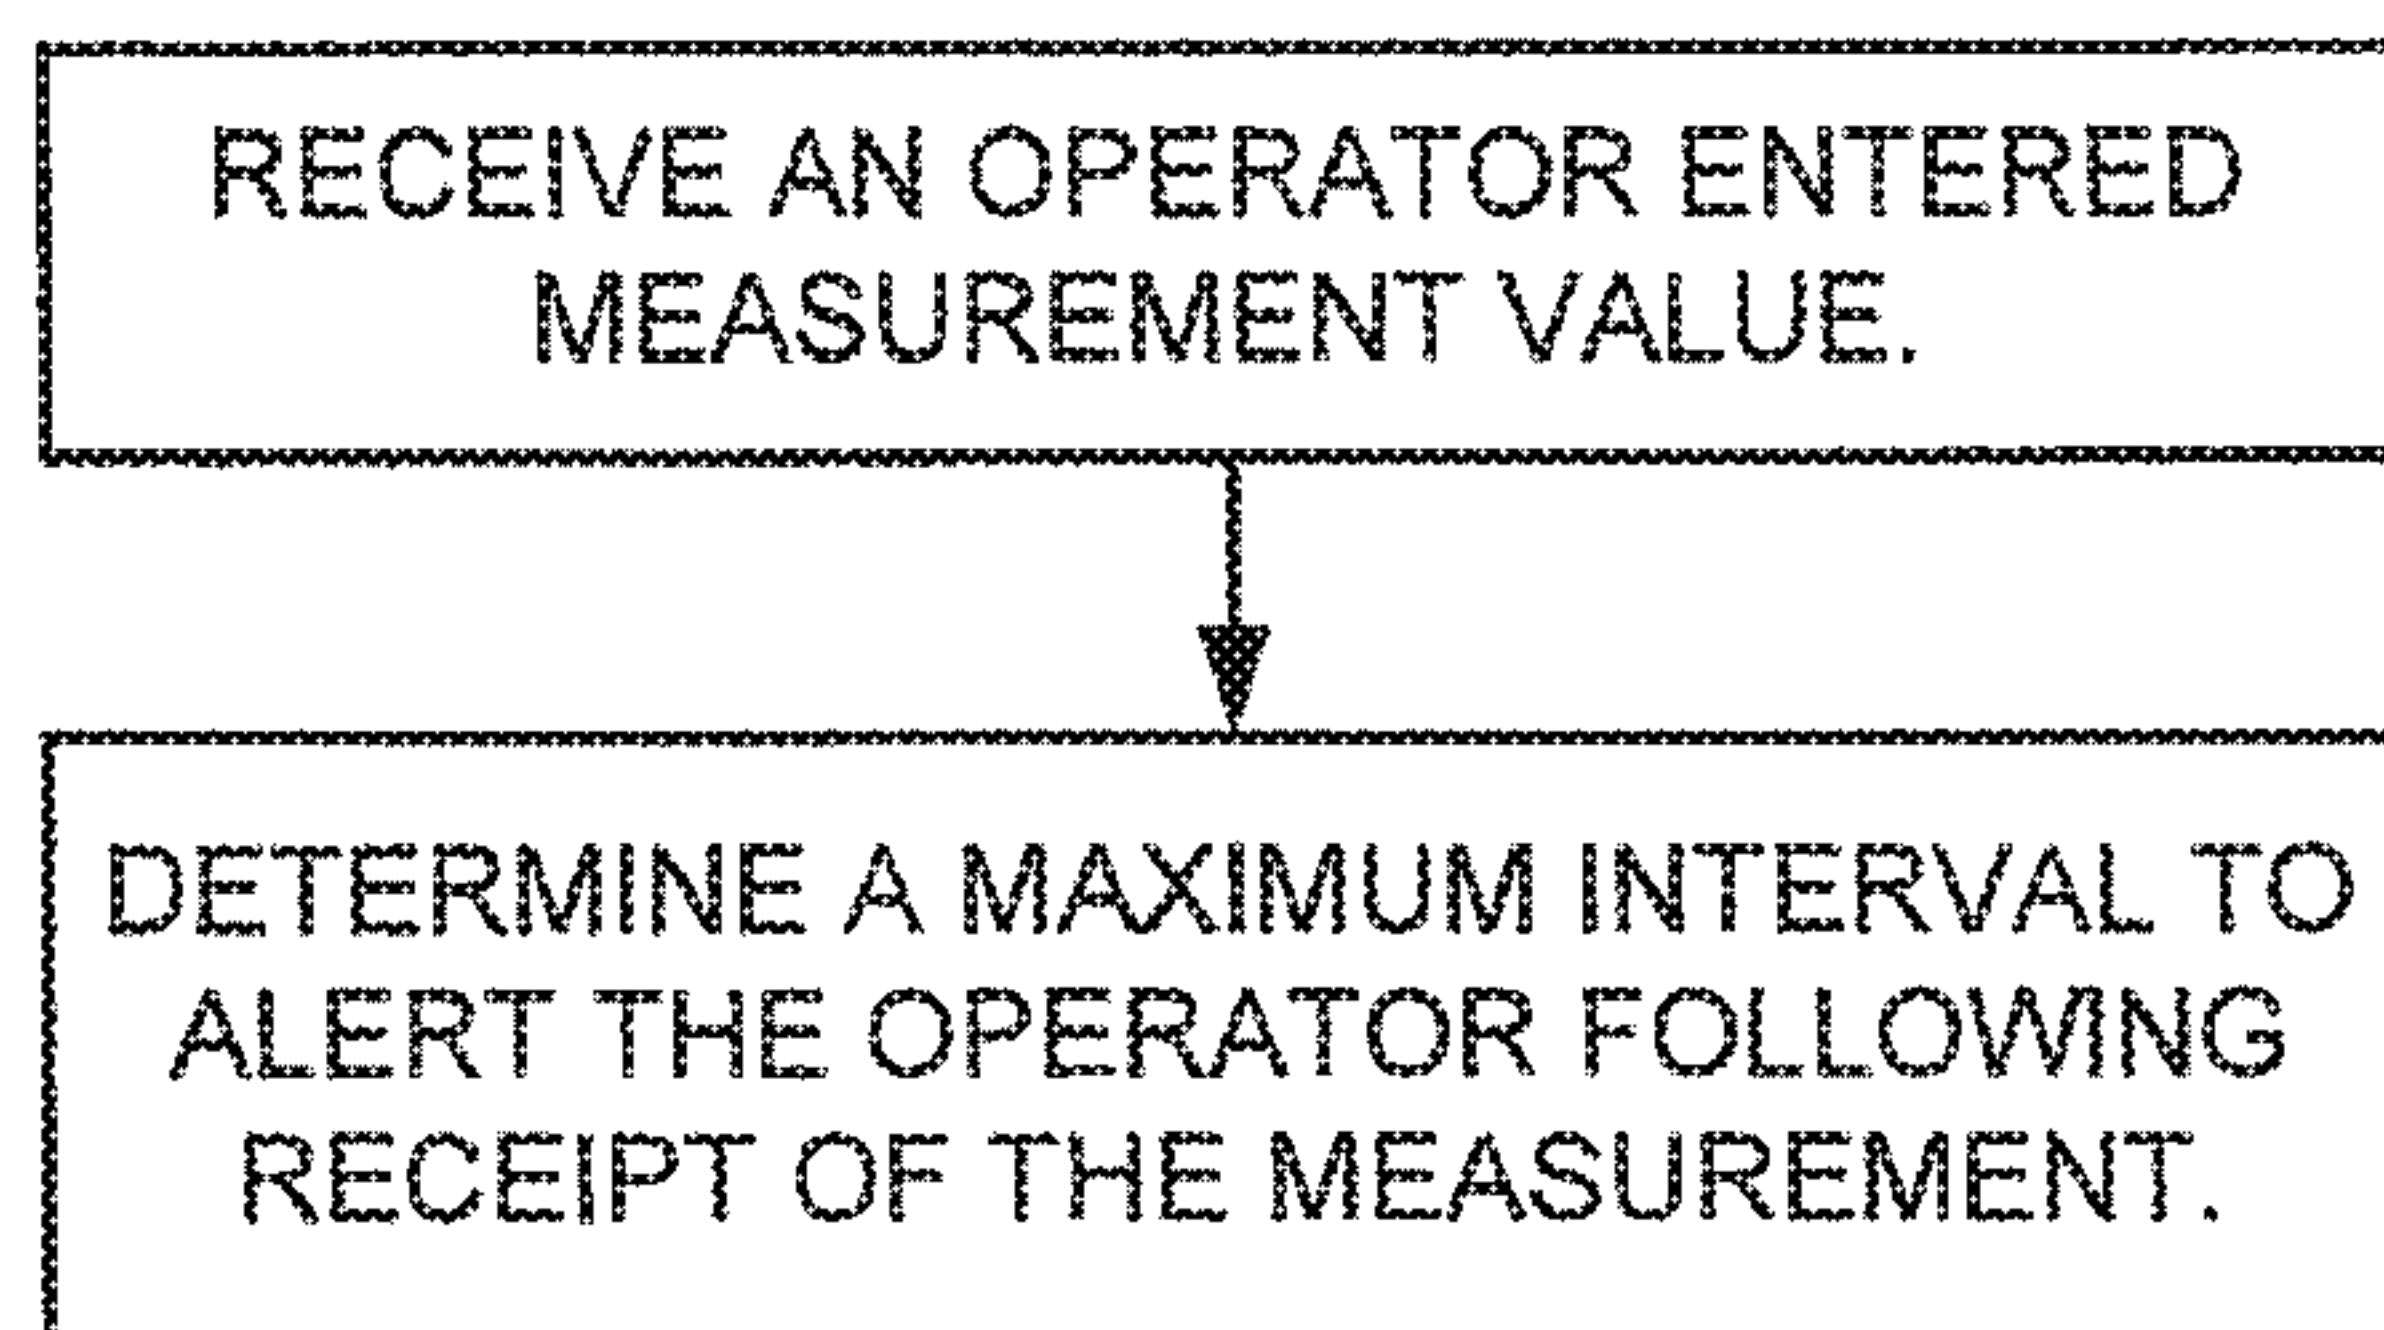 RECEIVE AN OPERATOR ENTERED
MEASUREMENT VALUE.
DETERMINE A MAXIMUM INTERVAL TO
ALERT THE OPERATOR FOLLOWING
RECEIPT OF THE MEASUREMENT.